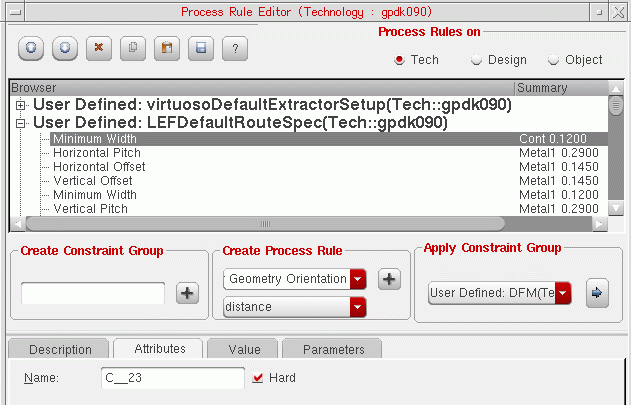 Process Rule Editor (Technology : gpdk090)
Process Rules on
?
Tech Design Object
Browser Summary
User Defined: virtuosoDefaultExtractorSetup(Tech::gpdk090)
User Defined: LEFDefaultRouteSpec(Tech::gpdk090)
Minimum Width Cont 0.1200
Horizontal Pitch Metal1 0.2900
Horizontal Offset Metal1 0.1450
Vertical Offset Metal1 0.1450
Minimum Width Metal1 0.1200
Vertical Pitch Metal1 0.2900
Create Constraint Group Create Process Rule Apply Constraint Group
Geometry Orientation
User Defined: DFM(Te
distance
Description Attributes Value Parameters
Name: C__23 Hard